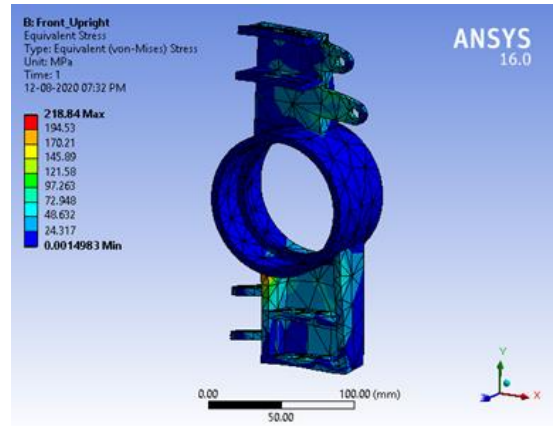 B: Front_Upright
Equivalent Stress
Type: Equivalent (von-Mises) Stress
Unit: MPa
Time: 1
12-08-2020 07:32 PM
218.84 Max
194.53
170.21
145.89
121.58
97.263
72.948
48.632
24.317
0.0014983 Min
ANSYS
16.0
0.00
100.00 (mm)
50.00
Y
X